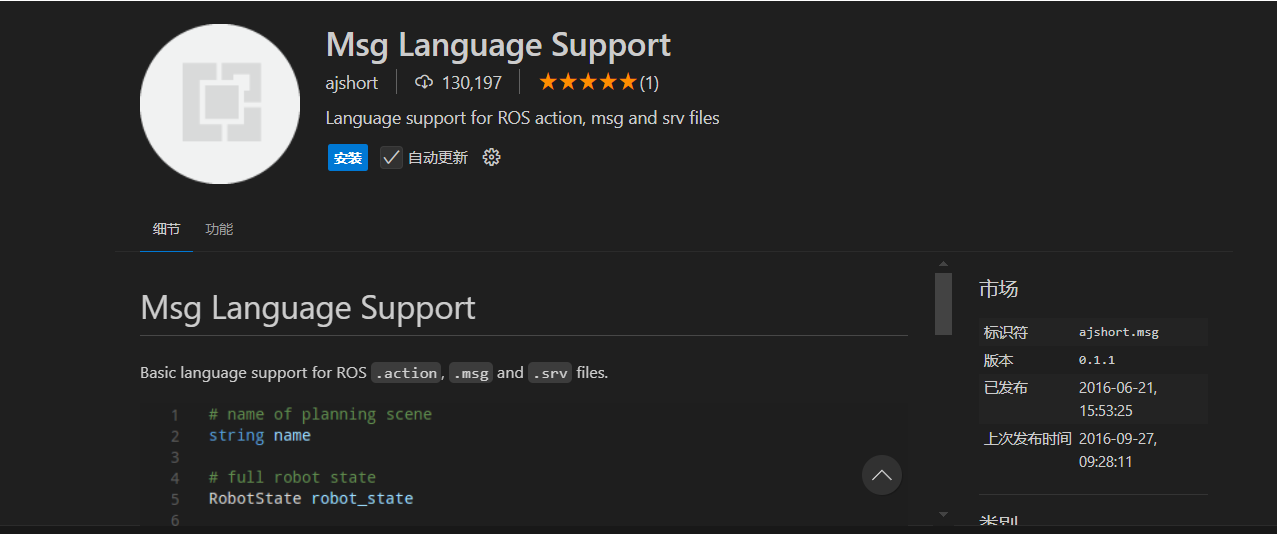 Msg Language Support
ajshort 130,197 (1)
Language support for ROS action, msg and srv files
安装 自动更新
细节 功能
Msg Language Support
Basic language support for ROS .action, .msg and .srv files.
1 # name of planning scene
2 string name
3
4 # full robot state
5 RobotState robot_state
6
市场
标识符 ajshort.msg
版本 0.1.1
已发布 2016-06-21,
15:53:25
上次发布时间 2016-09-27,
09:28:11
类别